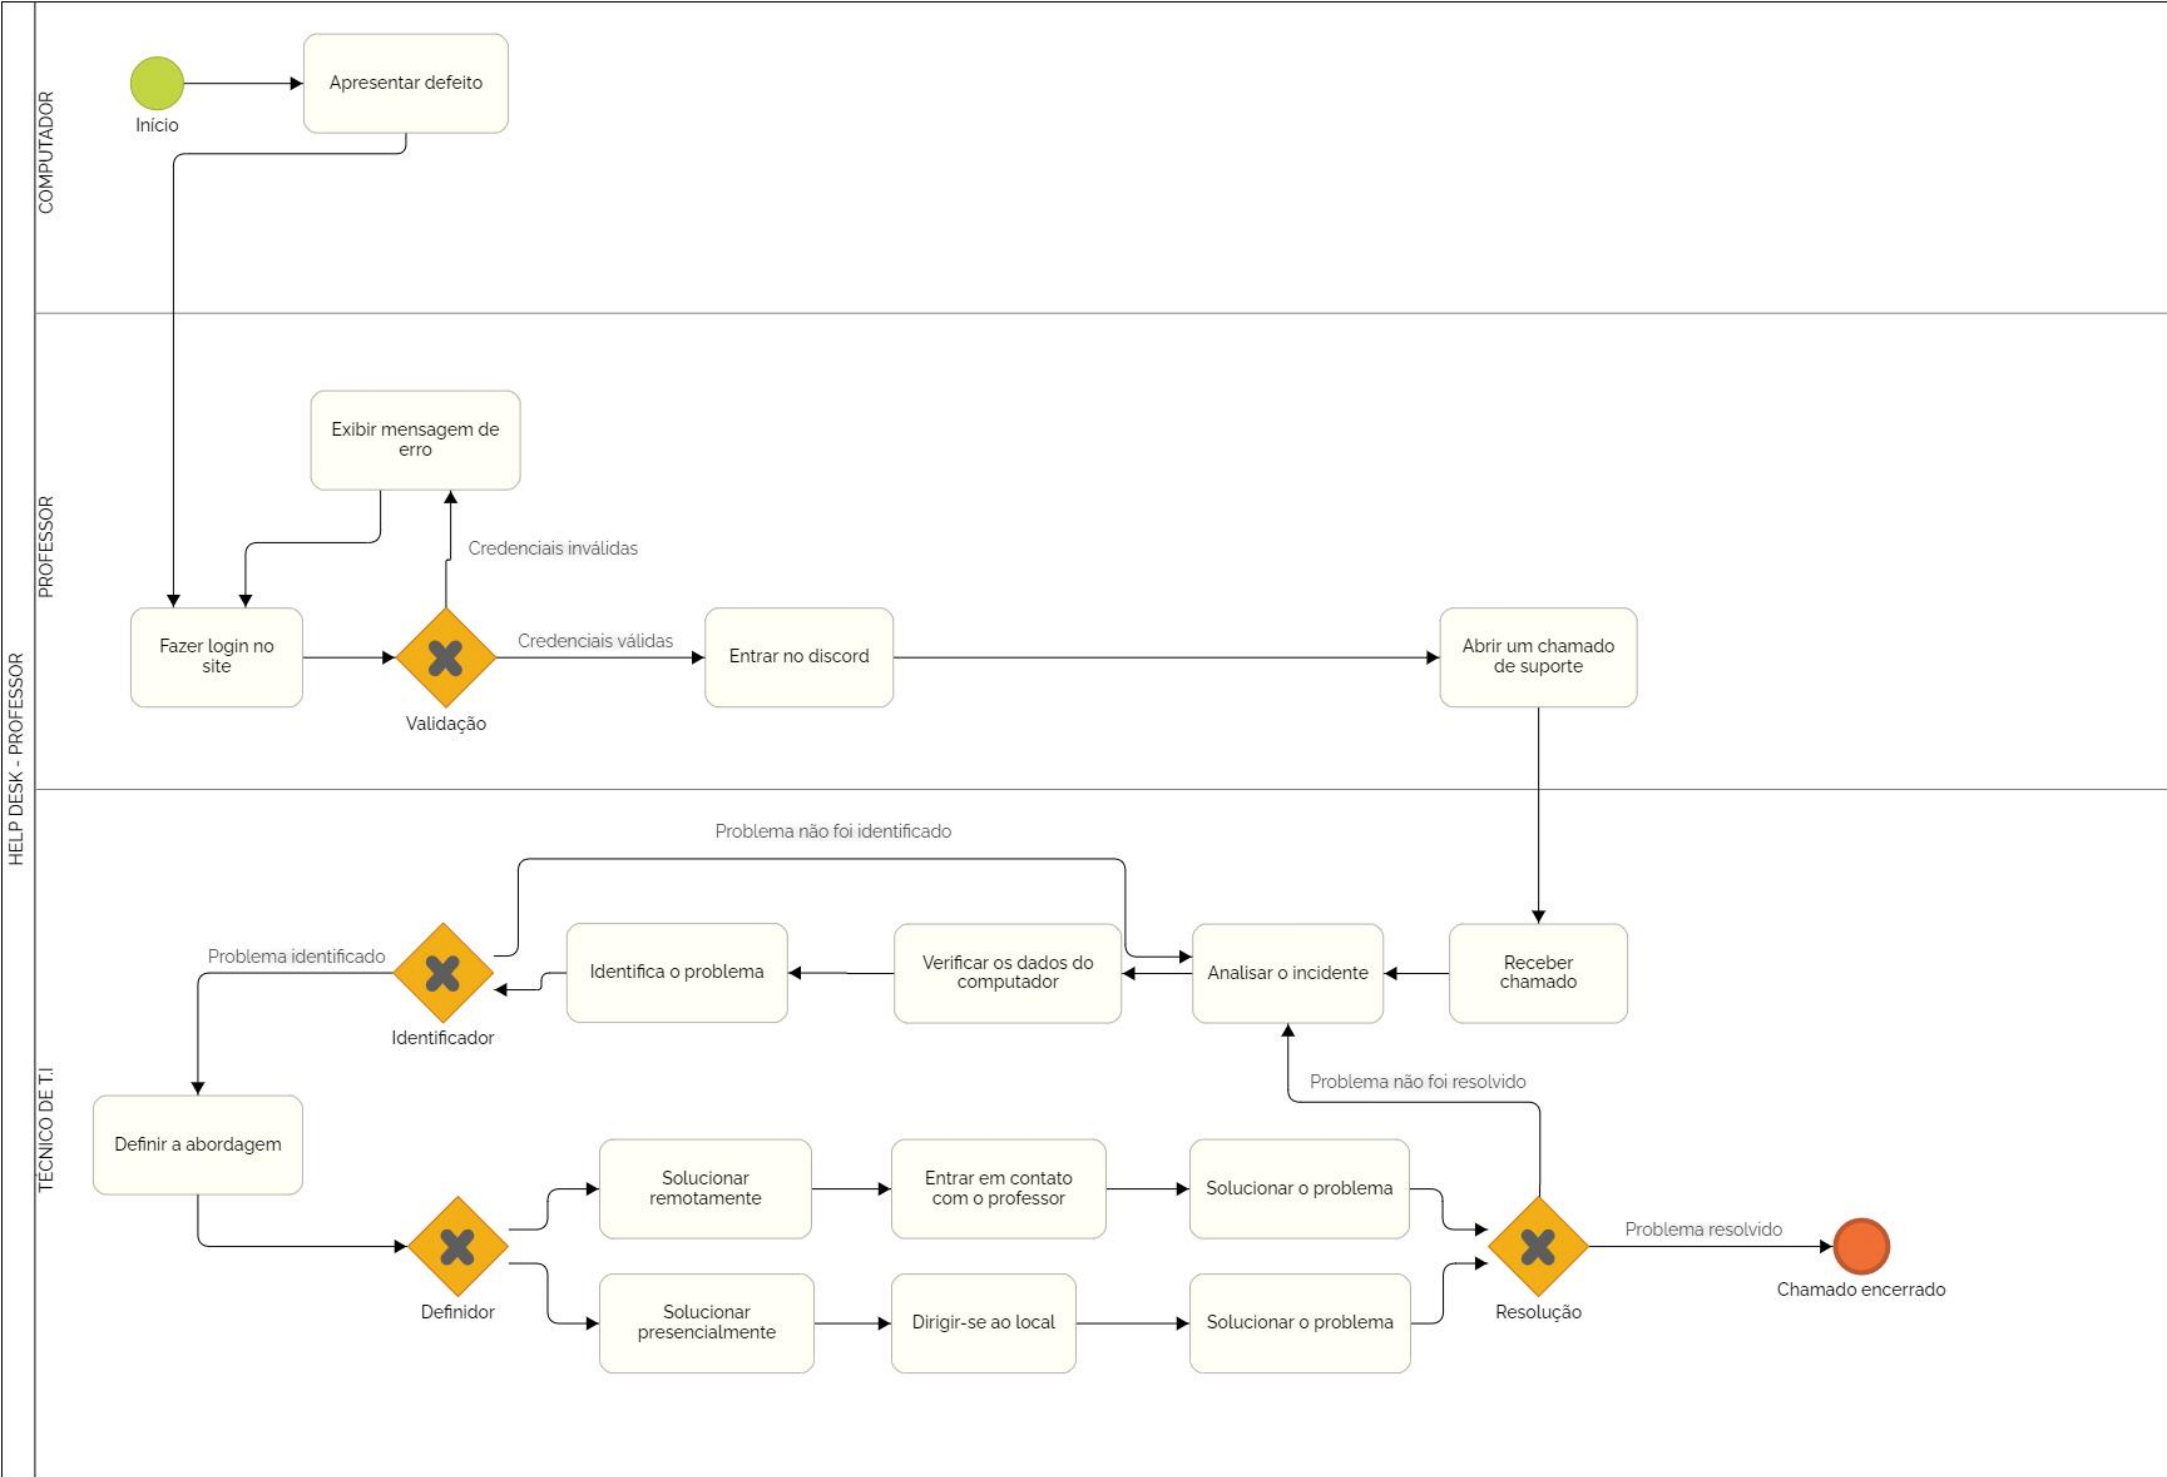 HELP DESK - PROFESSOR
COMPUTADOR
Início
Apresentar defeito
PROFESSOR
Exibir mensagem de
erro
Credenciais inválidas
Fazer login no
site
Validação
Credenciais válidas
Entrar no discord
Abrir um chamado
de suporte
TÉCNICO DE T.I
Problema não foi identificado
Problema identificado
Identificador
Identifica o problema
Verificar os dados do
computador
Analisar o incidente
Receber
chamado
Problema não foi resolvido
Definir a abordagem
Definidor
Solucionar
remotamente
Entrar em contato
com o professor
Solucionar o problema
Solucionar
presencialmente
Dirigir-se ao local
Solucionar o problema
Resolução
Problema resolvido
Chamado encerrado